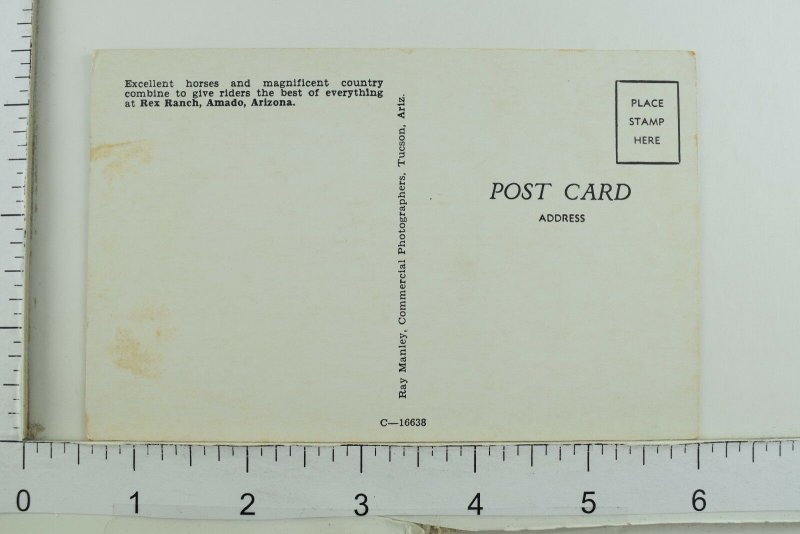 Excellent horses and magnificent country
combine to give riders the best of everything
at Rex Ranch, Amado, Arizona.
Ray Manley, Commercial Photographers, Tucson, Ariz.
C—16638
PLACE
STAMP
HERE
POST CARD
ADDRESS
0 1 2 3 4 5 6